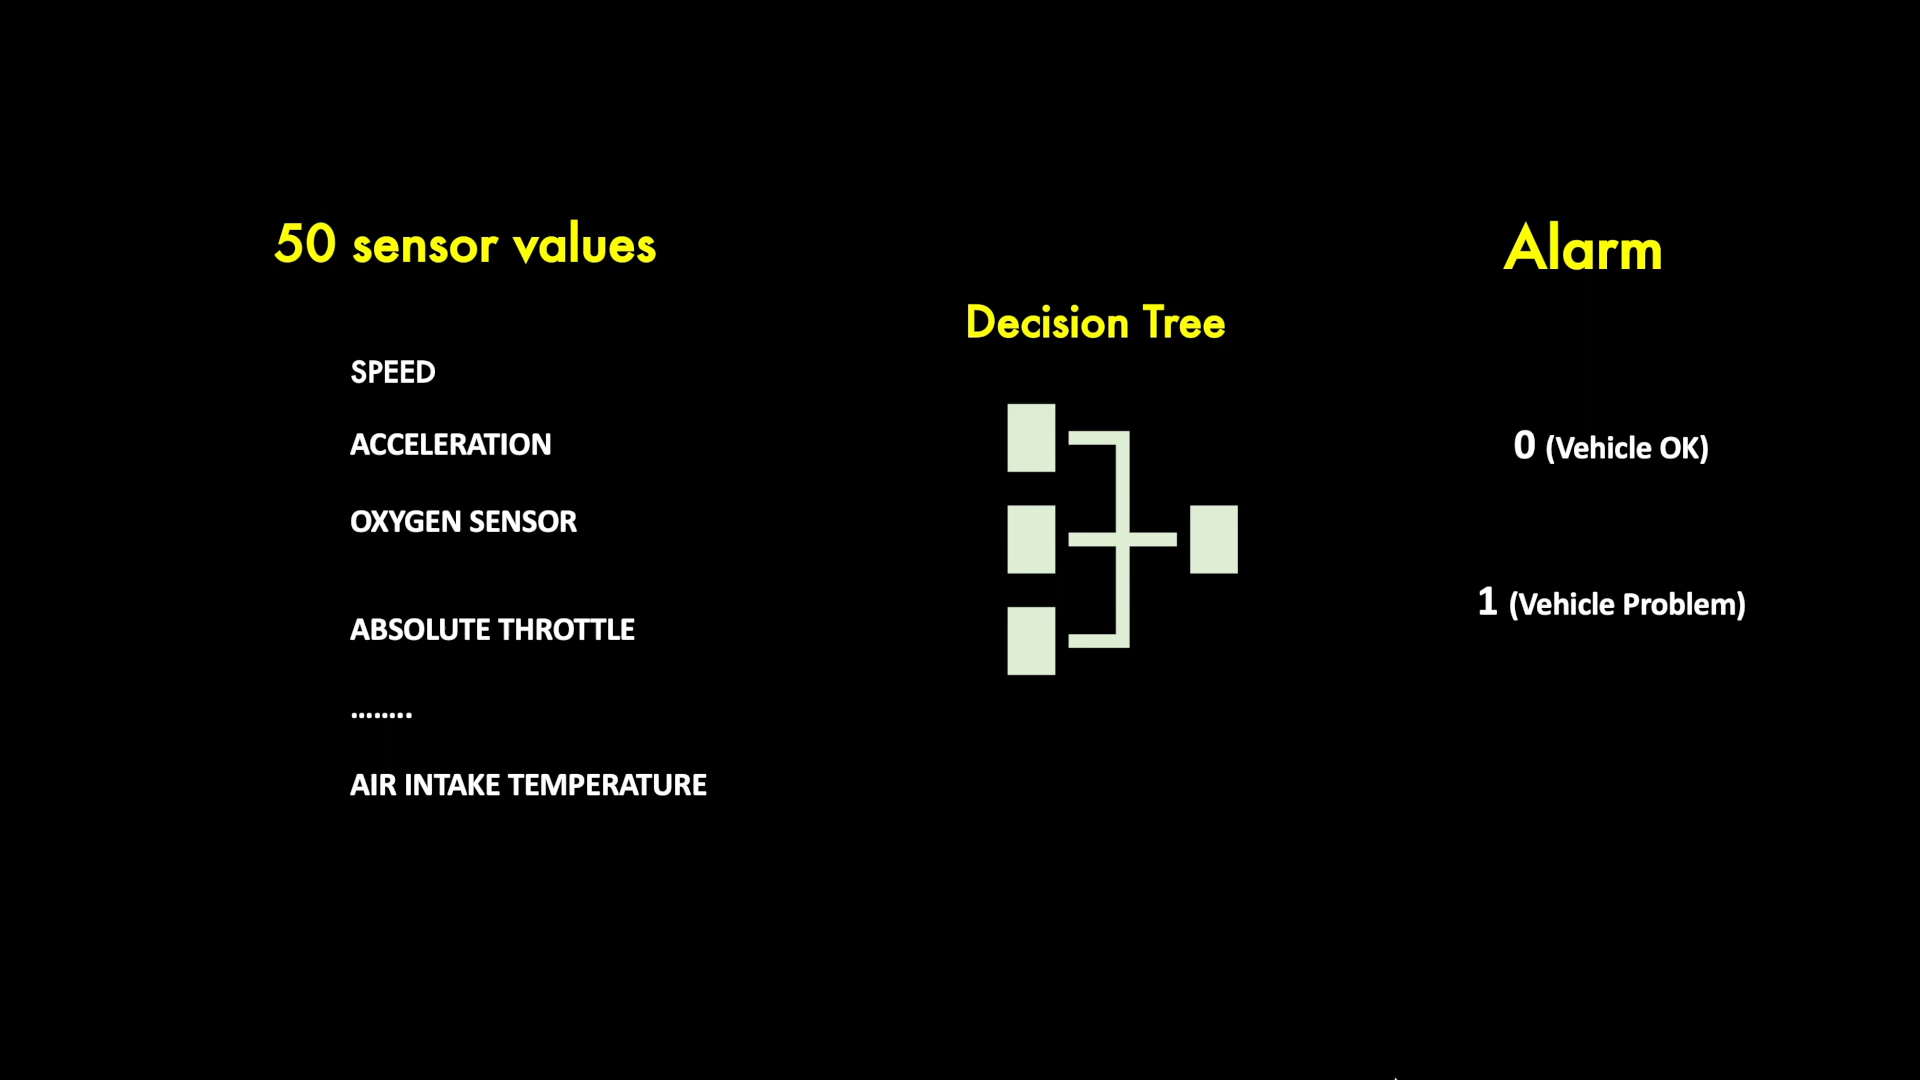 50 sensor values
SPEED
ACCELERATION
OXYGEN SENSOR
ABSOLUTE THROTTLE
........
AIR INTAKE TEMPERATURE
Decision Tree
Alarm
0 (Vehicle OK)
1 (Vehicle Problem)